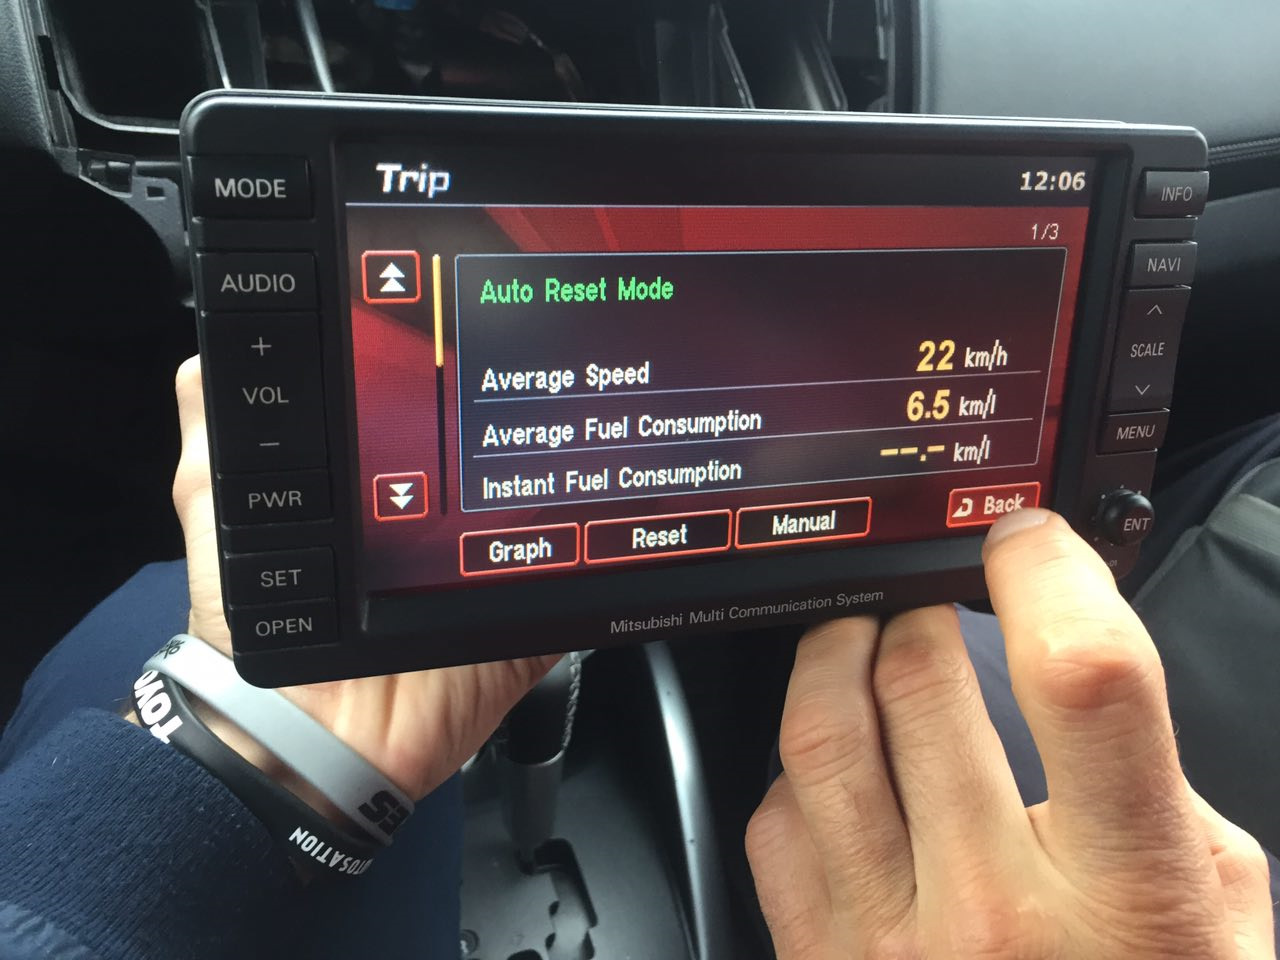 Trip 12:06
1/3
Auto Reset Mode
Average Speed 22 km/h
Average Fuel Consumption 6.5 km/l
Instant Fuel Consumption --.- km/l
Graph Reset Manual Back
Mitsubishi Multi Communication System
MODE
AUDIO
+
VOL
−
PWR
SET
OPEN
INFO
NAVI
SCALE
MENU
ENT